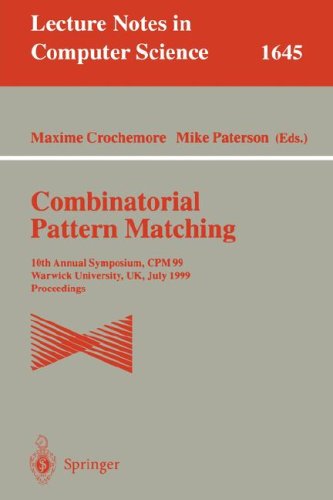 Lecture Notes in
Computer Science 1645
Maxime Crochemore Mike Paterson (Eds.)
Combinatorial
Pattern Matching
10th Annual Symposium, CPM 99
Warwick University, UK, July 1999
Proceedings
Springer